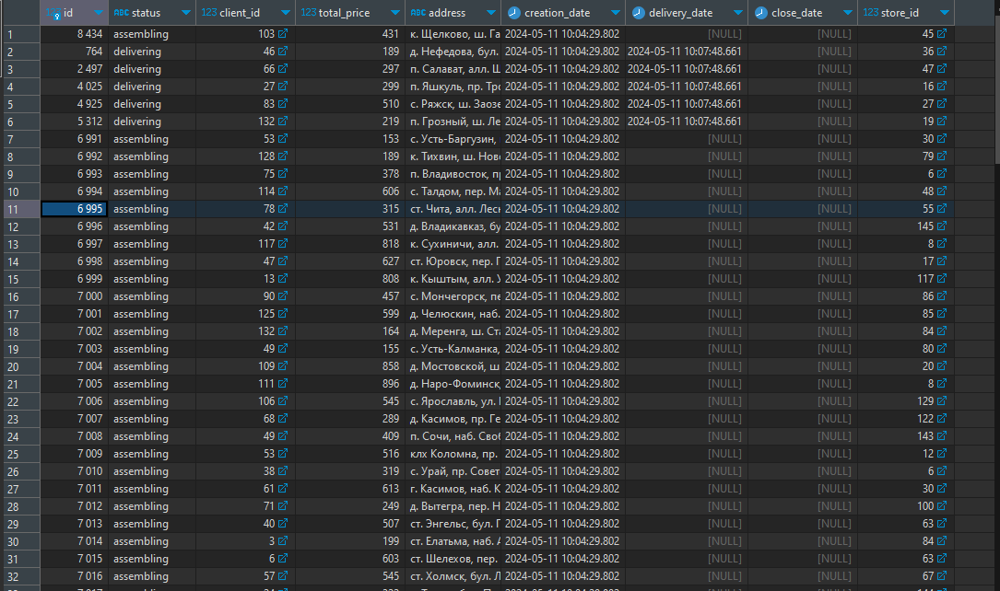 123 id ABC status 123 client_id 123 total_price ABC address creation_date delivery_date close_date 123 store_id
1 8 434 assembling 103 431 к. Щелково, ш. Га 2024-05-11 10:04:29.802 [NULL] [NULL] 45
2 764 delivering 46 189 д. Нефедова, бул. 2024-05-11 10:04:29.802 2024-05-11 10:07:48.661 [NULL] 36
3 2 497 delivering 66 297 п. Салават, алл. Ш 2024-05-11 10:04:29.802 2024-05-11 10:07:48.661 [NULL] 47
4 4 025 delivering 27 299 п. Яшкуль, пр. Тро 2024-05-11 10:04:29.802 2024-05-11 10:07:48.661 [NULL] 16
5 4 925 delivering 83 510 с. Ряжск, ш. Заозе 2024-05-11 10:04:29.802 2024-05-11 10:07:48.661 [NULL] 27
6 5 312 delivering 132 219 п. Грозный, ш. Ле 2024-05-11 10:04:29.802 2024-05-11 10:07:48.661 [NULL] 19
7 6 991 assembling 53 153 с. Усть-Баргузин, 2024-05-11 10:04:29.802 [NULL] [NULL] 30
8 6 992 assembling 128 189 к. Тихвин, ш. Нов 2024-05-11 10:04:29.802 [NULL] [NULL] 79
9 6 993 assembling 75 378 п. Владивосток, п 2024-05-11 10:04:29.802 [NULL] [NULL] 6
10 6 994 assembling 114 606 с. Талдом, пер. Ма 2024-05-11 10:04:29.802 [NULL] [NULL] 48
11 6 995 assembling 78 315 ст. Чита, алл. Лес 2024-05-11 10:04:29.802 [NULL] [NULL] 55
12 6 996 assembling 42 531 д. Владикавказ, бу 2024-05-11 10:04:29.802 [NULL] [NULL] 145
13 6 997 assembling 117 818 к. Сухиничи, алл. 2024-05-11 10:04:29.802 [NULL] [NULL] 8
14 6 998 assembling 47 627 ст. Юровск, пер. Г 2024-05-11 10:04:29.802 [NULL] [NULL] 17
15 6 999 assembling 13 808 к. Кыштым, алл. У 2024-05-11 10:04:29.802 [NULL] [NULL] 117
16 7 000 assembling 90 457 с. Мончегорск, пе 2024-05-11 10:04:29.802 [NULL] [NULL] 86
17 7 001 assembling 125 599 д. Челюскин, наб. 2024-05-11 10:04:29.802 [NULL] [NULL] 85
18 7 002 assembling 132 164 д. Меренга, ш. Ста 2024-05-11 10:04:29.802 [NULL] [NULL] 84
19 7 003 assembling 49 155 с. Усть-Калманка, 2024-05-11 10:04:29.802 [NULL] [NULL] 80
20 7 004 assembling 109 858 д. Мостовской, ш 2024-05-11 10:04:29.802 [NULL] [NULL] 20
21 7 005 assembling 111 896 д. Наро-Фоминск, 2024-05-11 10:04:29.802 [NULL] [NULL] 8
22 7 006 assembling 106 545 с. Ярославль, ул. 2024-05-11 10:04:29.802 [NULL] [NULL] 129
23 7 007 assembling 68 289 д. Касимов, пр. Ге 2024-05-11 10:04:29.802 [NULL] [NULL] 122
24 7 008 assembling 49 409 п. Сочи, наб. Своб 2024-05-11 10:04:29.802 [NULL] [NULL] 143
25 7 009 assembling 53 516 клх Коломна, пр. 2024-05-11 10:04:29.802 [NULL] [NULL] 12
26 7 010 assembling 38 319 с. Урай, пр. Совет 2024-05-11 10:04:29.802 [NULL] [NULL] 6
27 7 011 assembling 61 613 г. Касимов, наб. К 2024-05-11 10:04:29.802 [NULL] [NULL] 30
28 7 012 assembling 71 249 д. Вытегра, пер. Н 2024-05-11 10:04:29.802 [NULL] [NULL] 100
29 7 013 assembling 40 507 ст. Энгельс, бул. Г 2024-05-11 10:04:29.802 [NULL] [NULL] 63
30 7 014 assembling 3 199 ст. Елатьма, наб. 2024-05-11 10:04:29.802 [NULL] [NULL] 84
31 7 015 assembling 6 603 ст. Шелехов, пер. 2024-05-11 10:04:29.802 [NULL] [NULL] 63
32 7 016 assembling 57 545 ст. Холмск, бул. Л 2024-05-11 10:04:29.802 [NULL] [NULL] 67